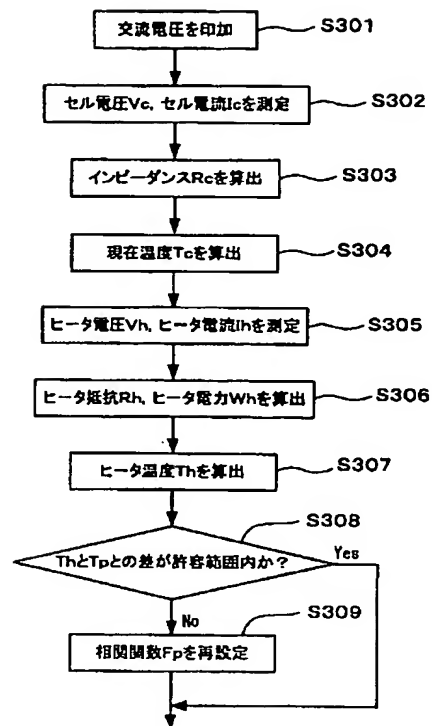 交流電圧を印加
S301
セル電圧Vc, セル電流Icを測定
S302
インピーダンスRcを算出
S303
現在温度Tcを算出
S304
ヒータ電圧Vh, ヒータ電流Ihを測定
S305
ヒータ抵抗Rh, ヒータ電力Whを算出
S306
ヒータ温度Thを算出
S307
S308
ThとTpとの差が許容範囲内か?
Yes
No
S309
相関関数Fpを再設定